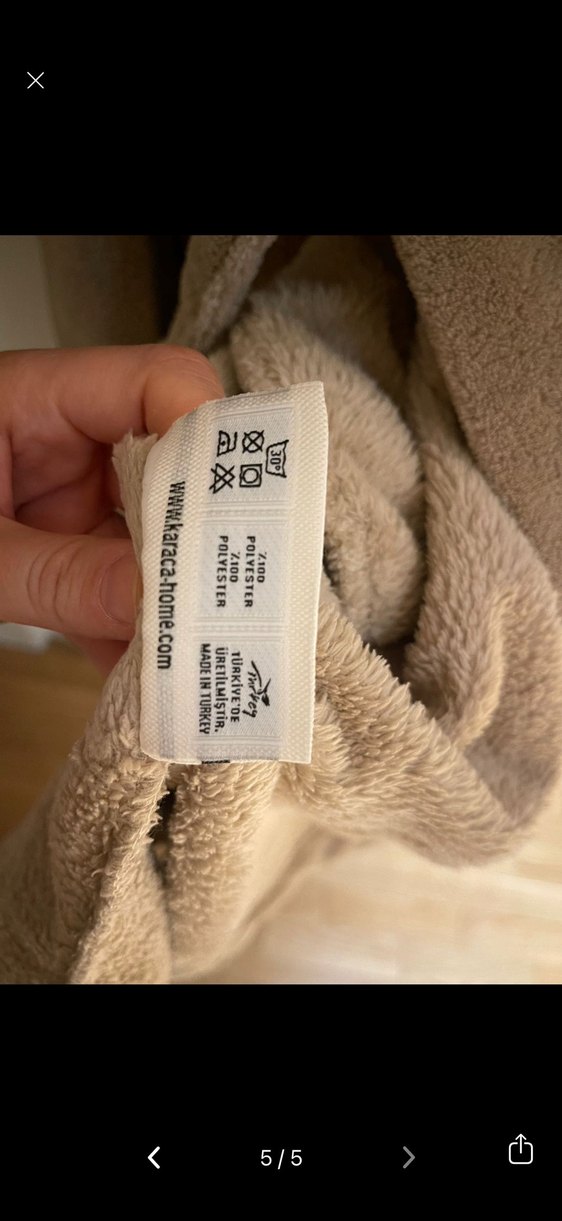 30°
%100
POLYESTER
%100
POLYESTER
Turkey
TÜRKİYE'DE
ÜRETİLMİŞTİR.
MADE IN TURKEY
www.karaca-home.com
5 / 5